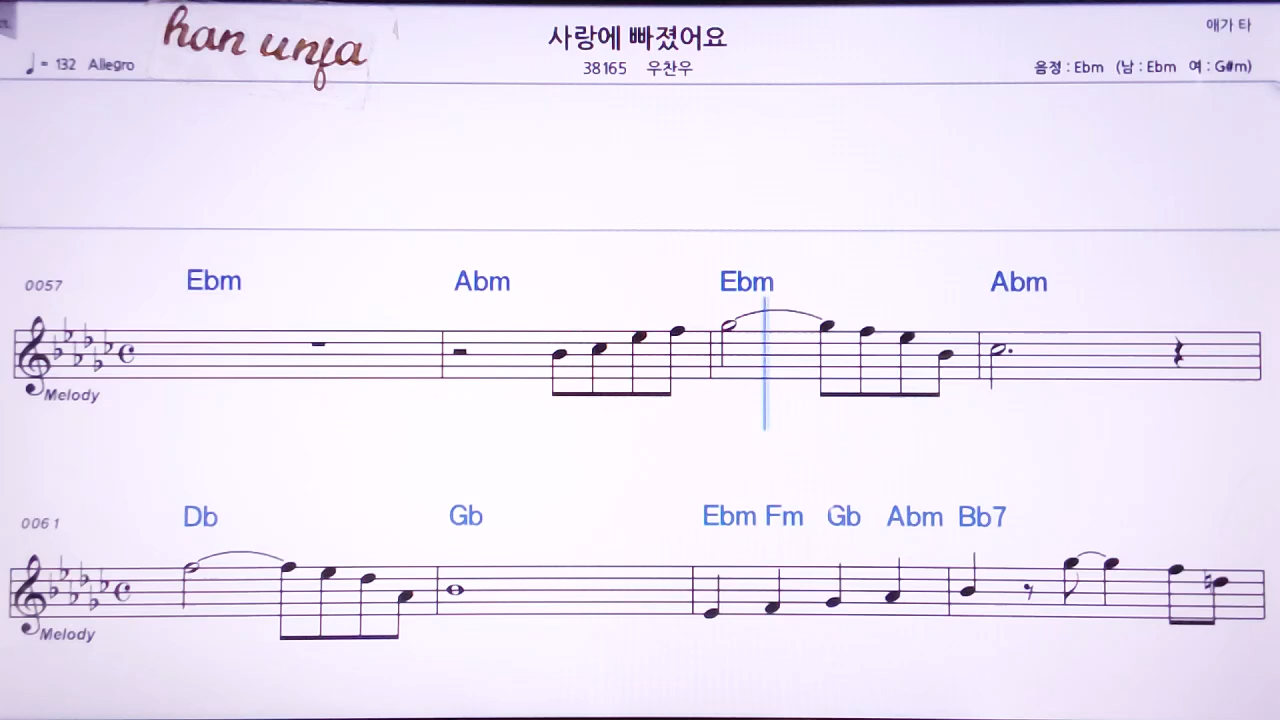 han unfa
사랑에 빠졌어요
애가 타
♩ = 132 Allegro
38165 우찬우
음정 : Ebm (남 : Ebm 여 : G#m)
0057
Ebm Abm Ebm Abm
Melody
0061
Db Gb Ebm Fm Gb Abm Bb7
Melody